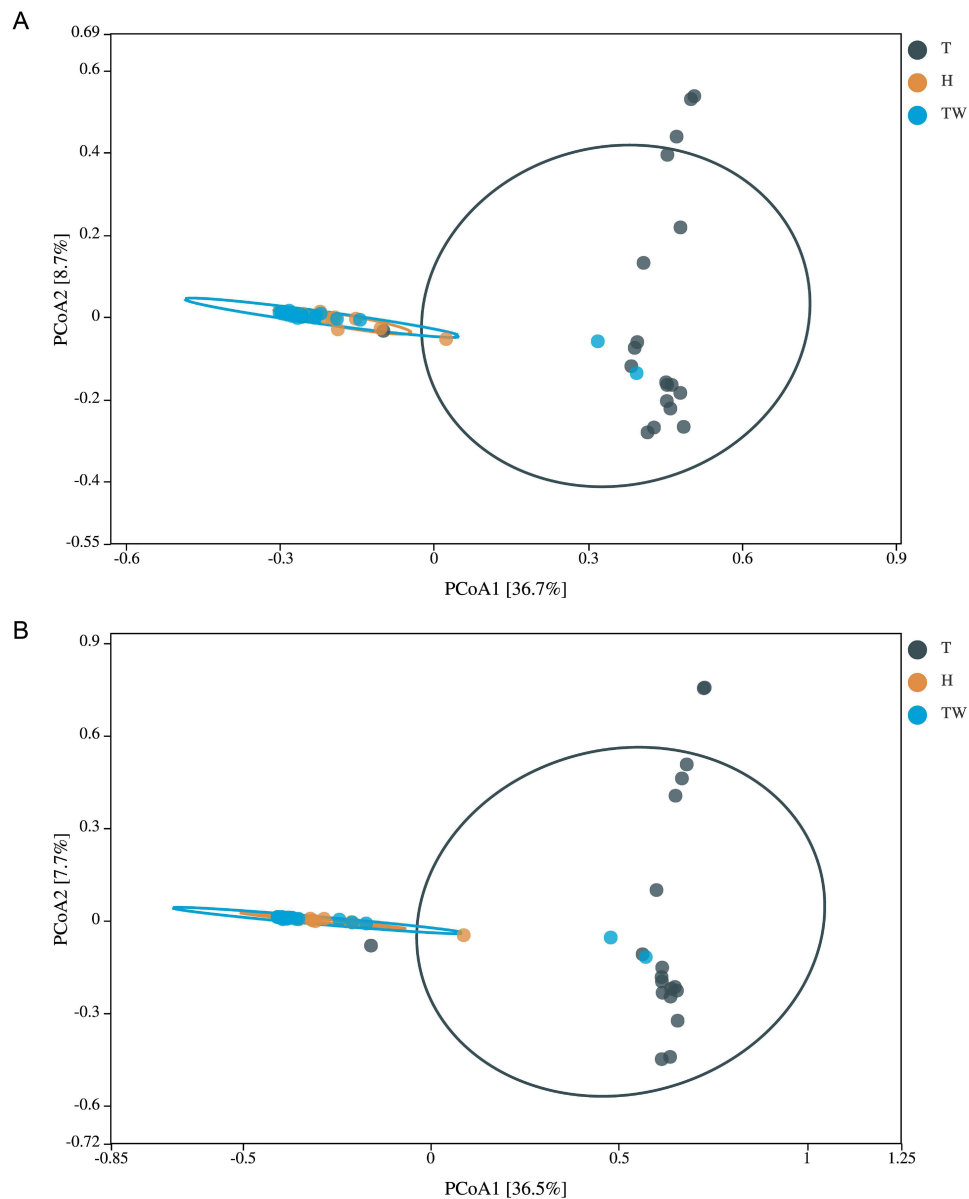 A
0.69
0.6
0.4
0.2
0
-0.2
-0.4
-0.55
PCoA2 [8.7%]
-0.6 -0.3 0 0.3 0.6 0.9
PCoA1 [36.7%]
T
H
TW
B
0.9
0.6
0.3
0
-0.3
-0.6
-0.72
PCoA2 [7.7%]
-0.85 -0.5 0 0.5 1 1.25
PCoA1 [36.5%]
T
H
TW